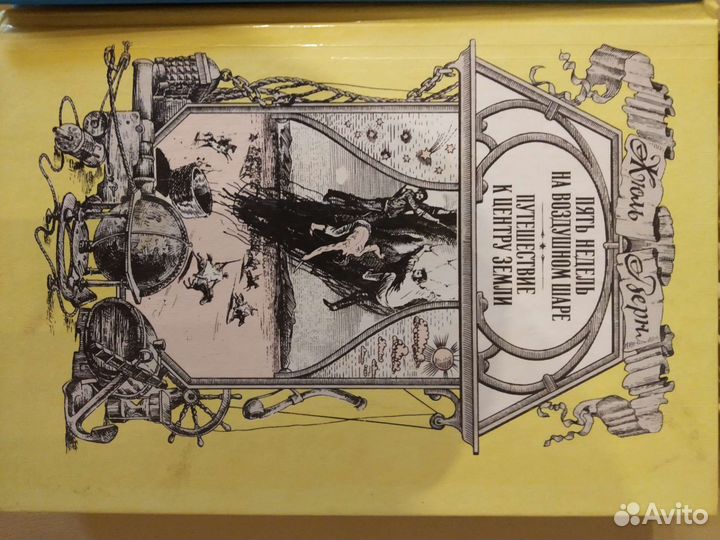 Жюль Верн
ПЯТЬ НЕДЕЛЬ
НА ВОЗДУШНОМ ШАРЕ
ПУТЕШЕСТВИЕ
К ЦЕНТРУ ЗЕМЛИ
Avito